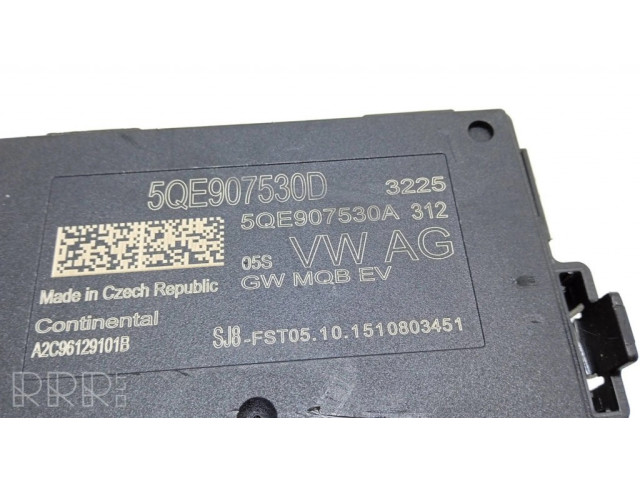 5QE907530D 3225
5QE907530A 312
05S VW AG
GW MQB EV
Made in Czech Republic
Continental
A2C96129101B
SJ8-FST05.10.1510803451
RRR